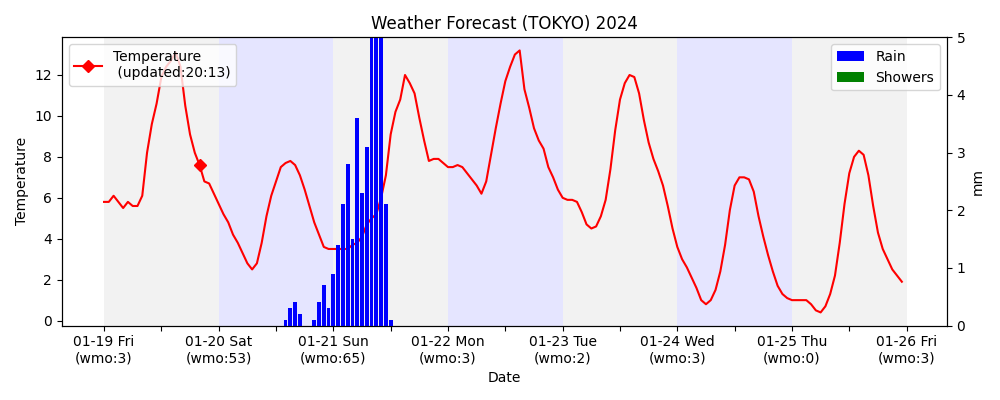 Weather Forecast (TOKYO) 2024
Temperature
(updated:20:13)
Rain
Showers
Temperature
12
10
8
6
4
2
0
5
4
3
2
1
0
mm
01-19 Fri
(wmo:3)
01-20 Sat
(wmo:53)
01-21 Sun
(wmo:65)
01-22 Mon
(wmo:3)
01-23 Tue
(wmo:2)
01-24 Wed
(wmo:3)
01-25 Thu
(wmo:0)
01-26 Fri
(wmo:3)
Date